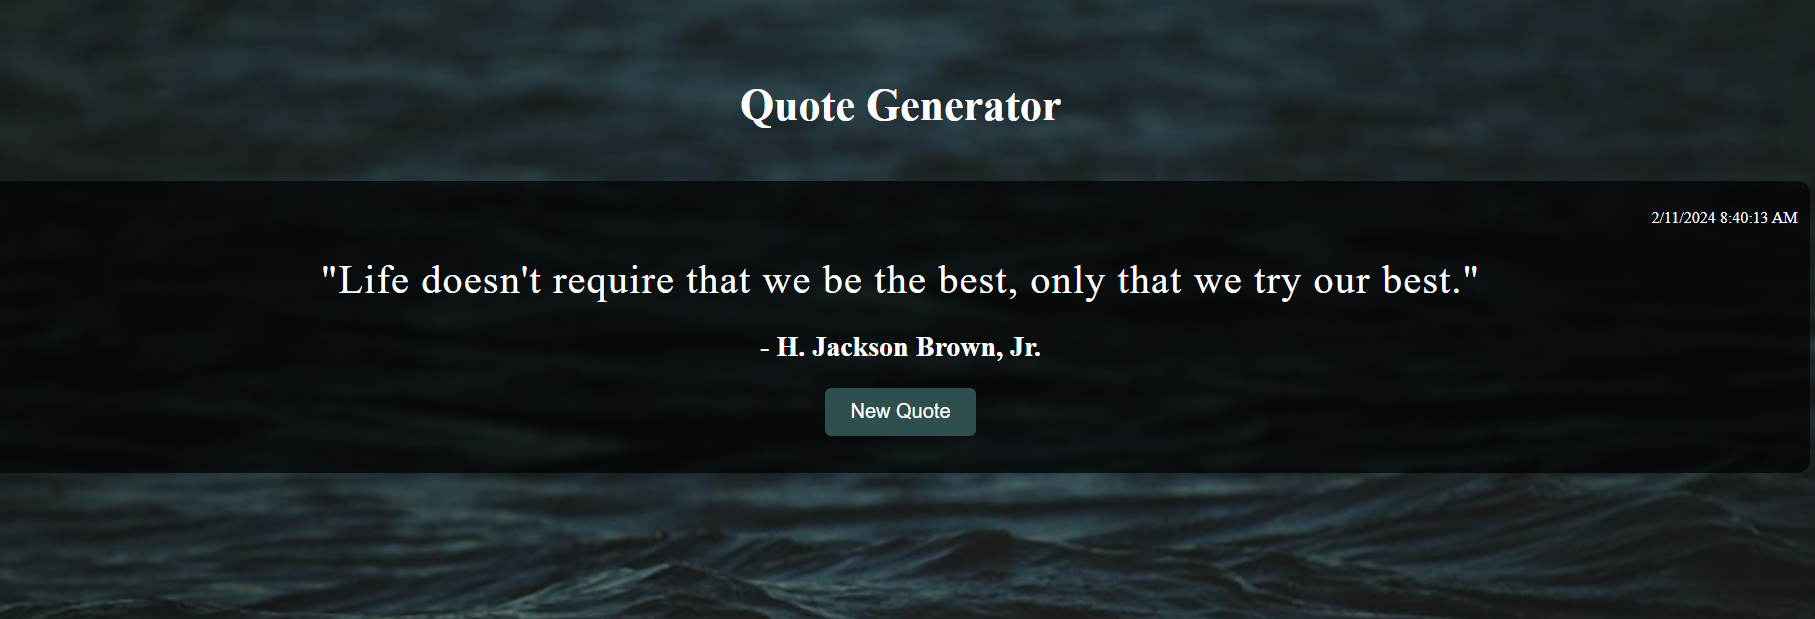 Quote Generator
2/11/2024 8:40:13 AM
"Life doesn't require that we be the best, only that we try our best."
- H. Jackson Brown, Jr.
New Quote